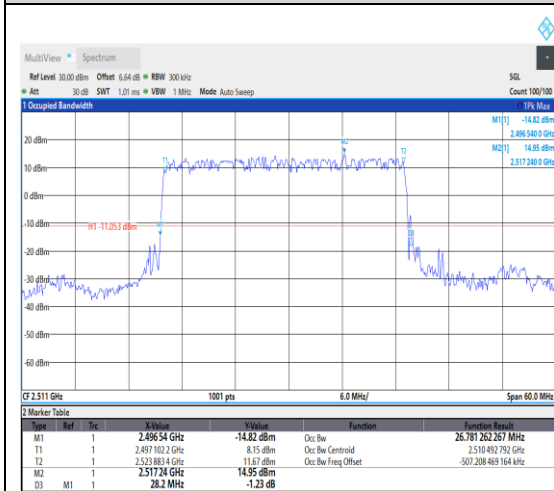 MultiView Spectrum
Ref Level 30.00 dBm Offset 6.64 dB RBW 300 kHz SGL
Att 30 dB SWT 1.01 ms VBW 1 MHz Mode Auto Sweep Count 100/100
1 Occupied Bandwidth 1Pk Max
M1[1] -14.82 dBm
2.496 540 0 GHz
M2[1] 14.95 dBm
2.517 240 0 GHz
20 dBm
M2
T1
T2
10 dBm
0 dBm
-10 dBm
H1 -11.053 dBm
M1
D3
-20 dBm
-30 dBm
-40 dBm
-50 dBm
-60 dBm
CF 2.511 GHz 1001 pts 6.0 MHz/ Span 60.0 MHz
2 Marker Table
Type Ref Trc X-Value Y-Value Function Function Result
M1 1 2.496 54 GHz -14.82 dBm Occ Bw 26.781 262 267 MHz
T1 1 2.497 102 2 GHz 8.15 dBm Occ Bw Centroid 2.510 492 792 GHz
T2 1 2.523 883 4 GHz 11.67 dBm Occ Bw Freq Offset -507.208 469 164 kHz
M2 1 2.517 24 GHz 14.95 dBm
D3 M1 1 28.2 MHz -1.23 dB